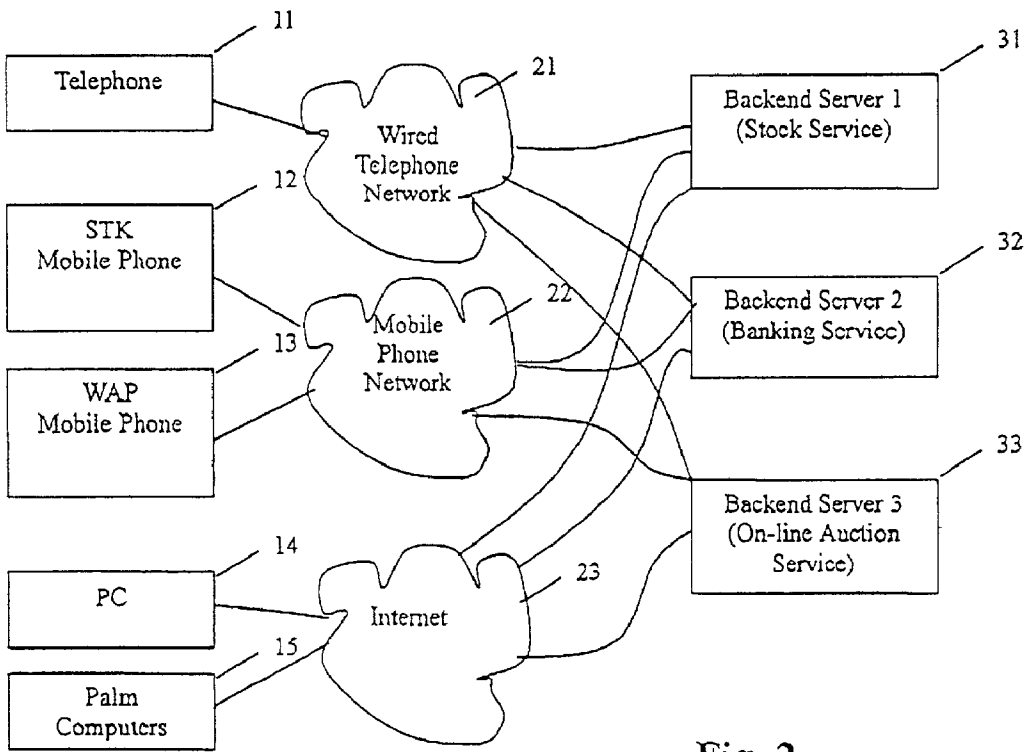 11
Telephone
21
Wired
Telephone
Network
31
Backend Server 1
(Stock Service)
12
STK
Mobile Phone
22
Mobile
Phone
Network
32
Backend Server 2
(Banking Service)
13
WAP
Mobile Phone
33
Backend Server 3
(On-line Auction
Service)
14
PC
23
Internet
15
Palm
Computers